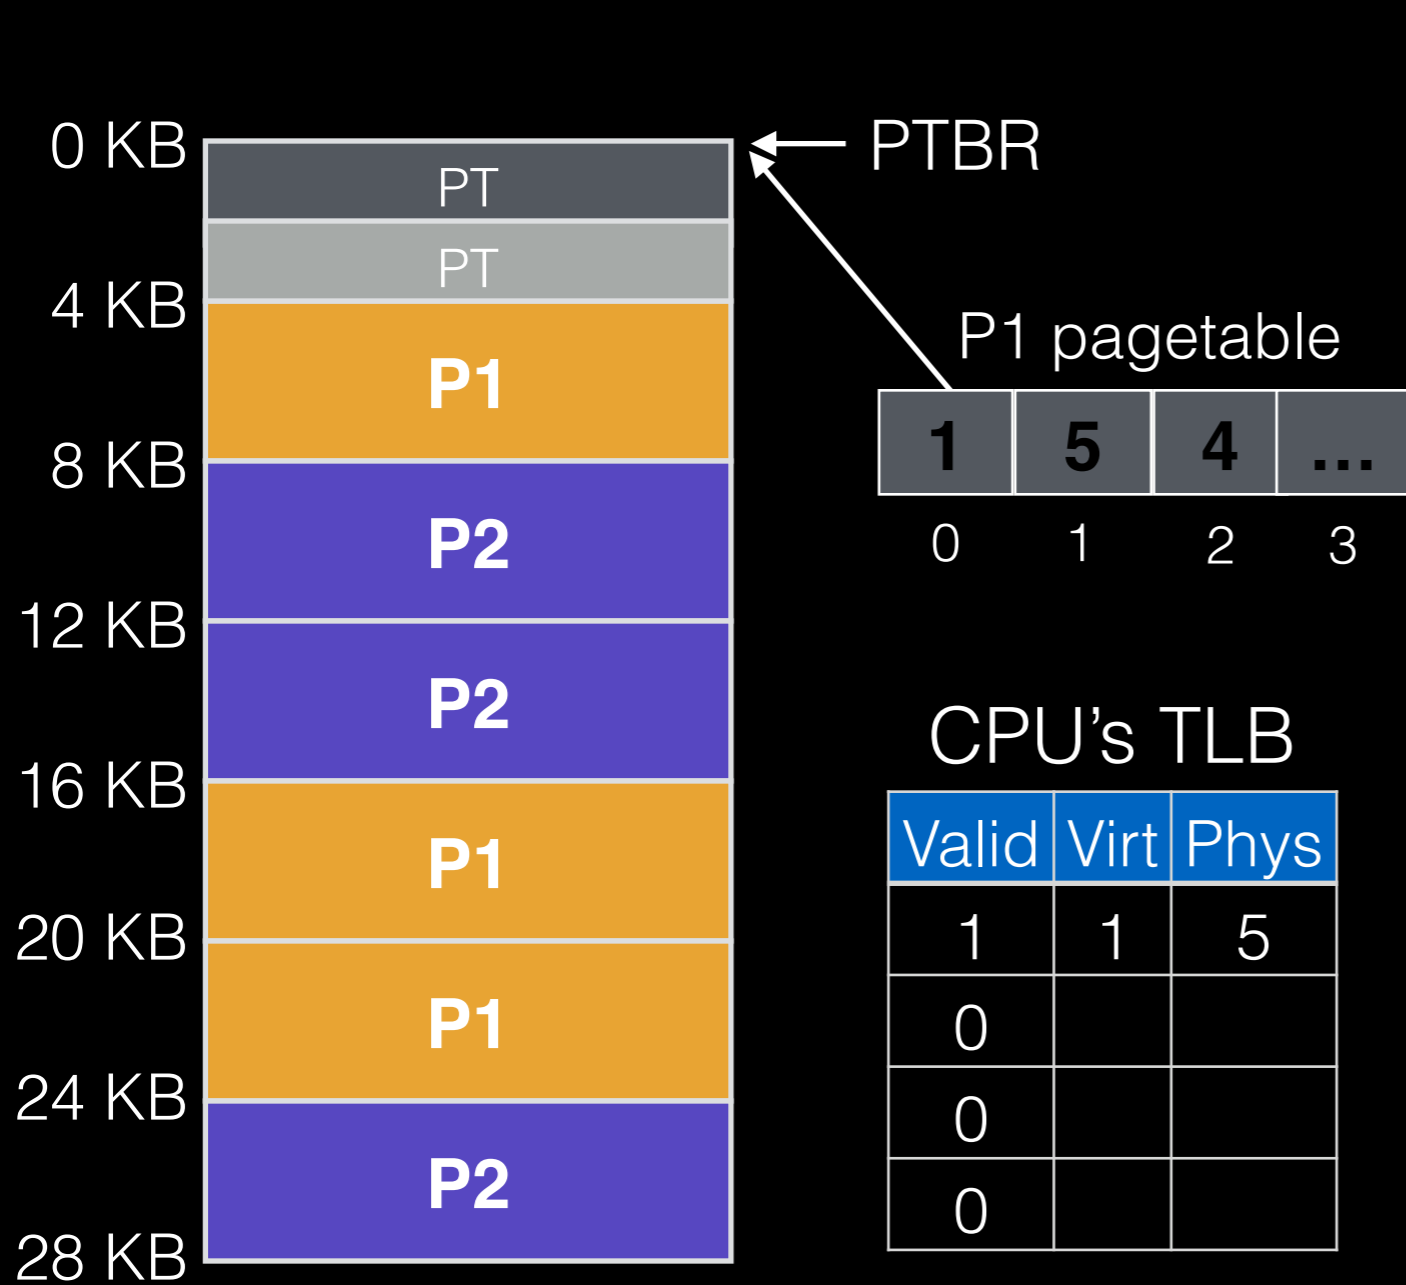 0 KB
PT
PTBR
PT
4 KB
P1
P1 pagetable
1 5 4 ...
0 1 2 3
8 KB
P2
12 KB
P2
16 KB
P1
20 KB
P1
24 KB
P2
28 KB
CPU's TLB
Valid Virt Phys
1 1 5
0
0
0